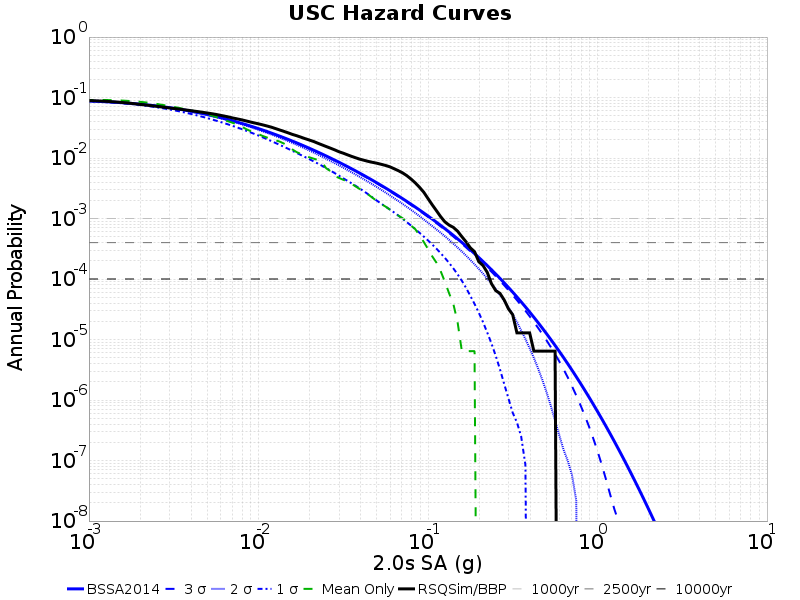 USC Hazard Curves
10^0
10^-1
10^-2
10^-3
10^-4
10^-5
10^-6
10^-7
10^-8
Annual Probability
10^-3 10^-2 10^-1 10^0 10^1
2.0s SA (g)
BSSA2014 3 σ 2 σ 1 σ Mean Only RSQSim/BBP 1000yr 2500yr 10000yr